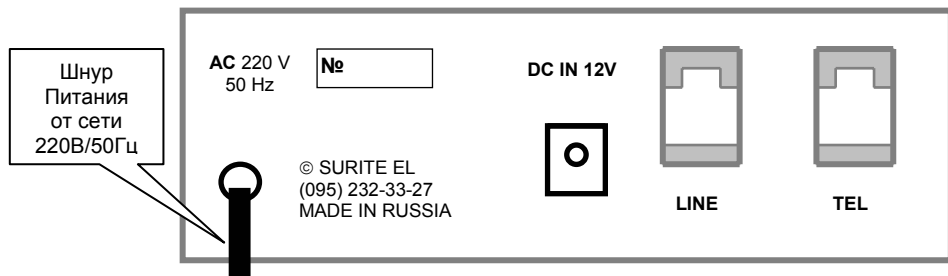 Шнур
Питания
от сети
220В/50Гц
AC 220 V
50 Hz
№
DC IN 12V
© SURITE EL
(095) 232-33-27
MADE IN RUSSIA
LINE
TEL